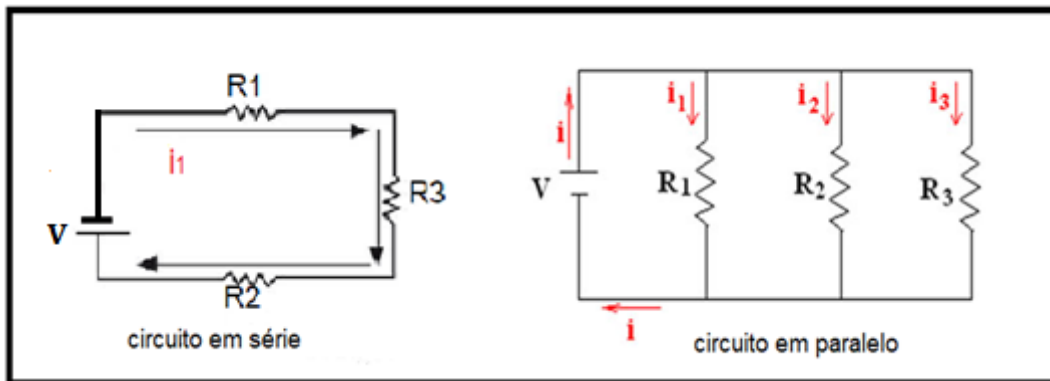 R1
i1
R3
V
R2
circuito em série
i
i1
i2
i3
V
R1
R2
R3
i
circuito em paralelo